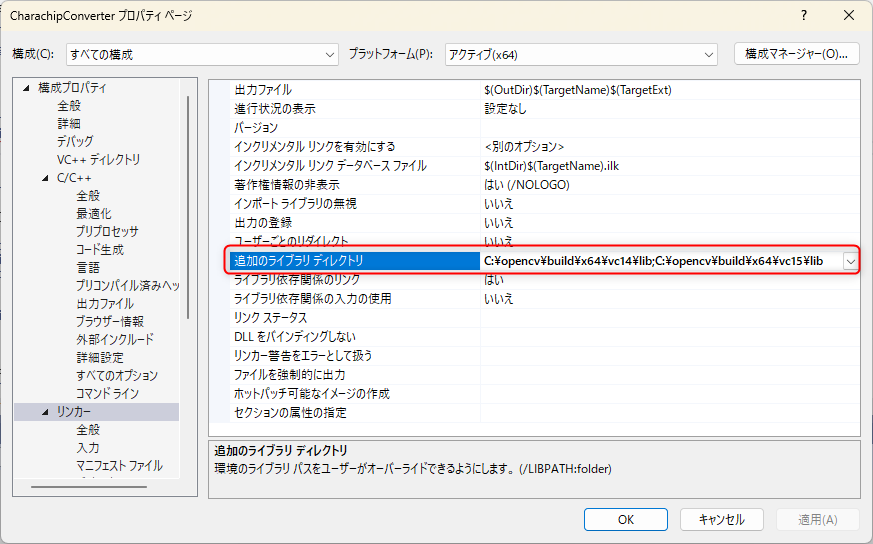 CharachipConverter プロパティ ページ
構成(C): すべての構成 プラットフォーム(P): アクティブ(x64) 構成マネージャー(O)...
構成プロパティ
全般
詳細
デバッグ
VC++ ディレクトリ
C/C++
全般
最適化
プリプロセッサ
コード生成
言語
プリコンパイル済みヘッ
出力ファイル
ブラウザー情報
外部インクルード
詳細設定
すべてのオプション
コマンド ライン
リンカー
全般
入力
マニフェスト ファイル
出力ファイル $(OutDir)$(TargetName)$(TargetExt)
進行状況の表示 設定なし
バージョン
インクリメンタル リンクを有効にする <別のオプション>
インクリメンタル リンク データベース ファイル $(IntDir)$(TargetName).ilk
著作権情報の非表示 はい (/NOLOGO)
インポート ライブラリの無視 いいえ
出力の登録 いいえ
ユーザーごとのリダイレクト いいえ
追加のライブラリ ディレクトリ C:¥opencv¥build¥x64¥vc14¥lib;C:¥opencv¥build¥x64¥vc15¥lib
ライブラリ依存関係のリンク はい
ライブラリ依存関係の入力の使用 いいえ
リンク ステータス
DLL をバインディングしない
リンカー警告をエラーとして扱う
ファイルを強制的に出力
ホットパッチ可能なイメージの作成
セクションの属性の指定
追加のライブラリ ディレクトリ
環境のライブラリ パスをユーザーがオーバーライドできるようにします。 (/LIBPATH:folder)
OK キャンセル 適用(A)